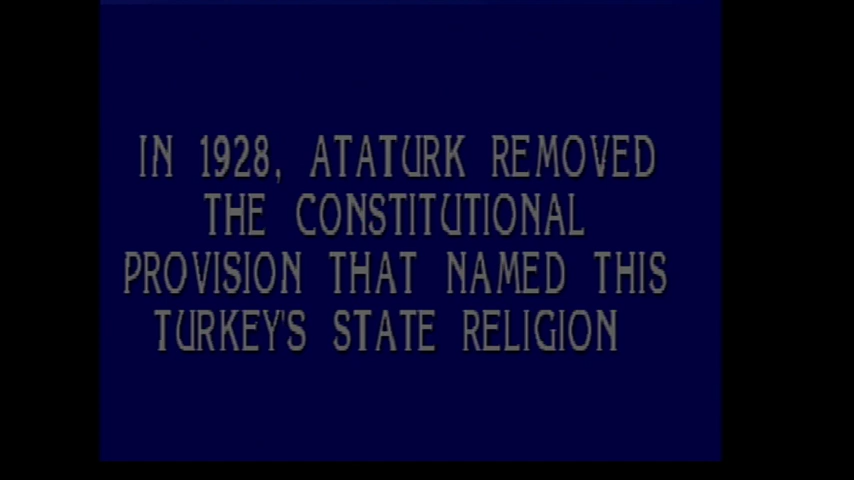 IN 1928, ATATURK REMOVED
THE CONSTITUTIONAL
PROVISION THAT NAMED THIS
TURKEY'S STATE RELIGION